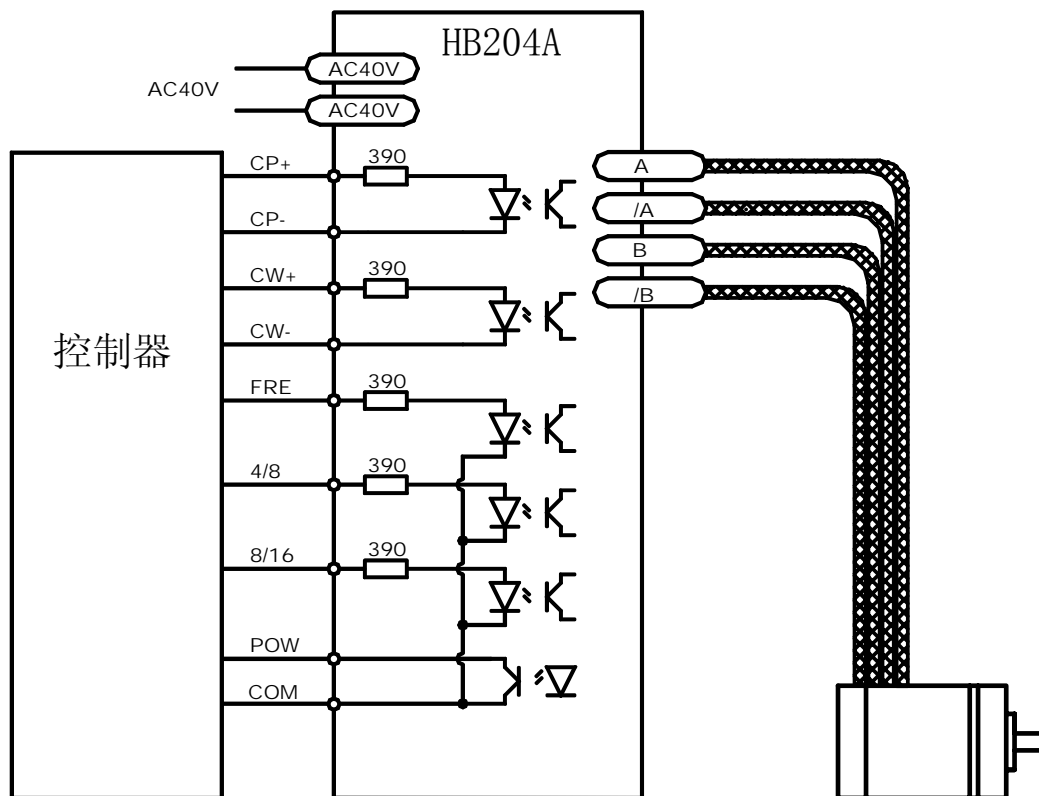 HB204A
AC40V
AC40V
AC40V
CP+
390
A
CP-
/A
B
CW+
390
/B
CW-
控制器
FRE
390
4/8
390
8/16
390
POW
COM